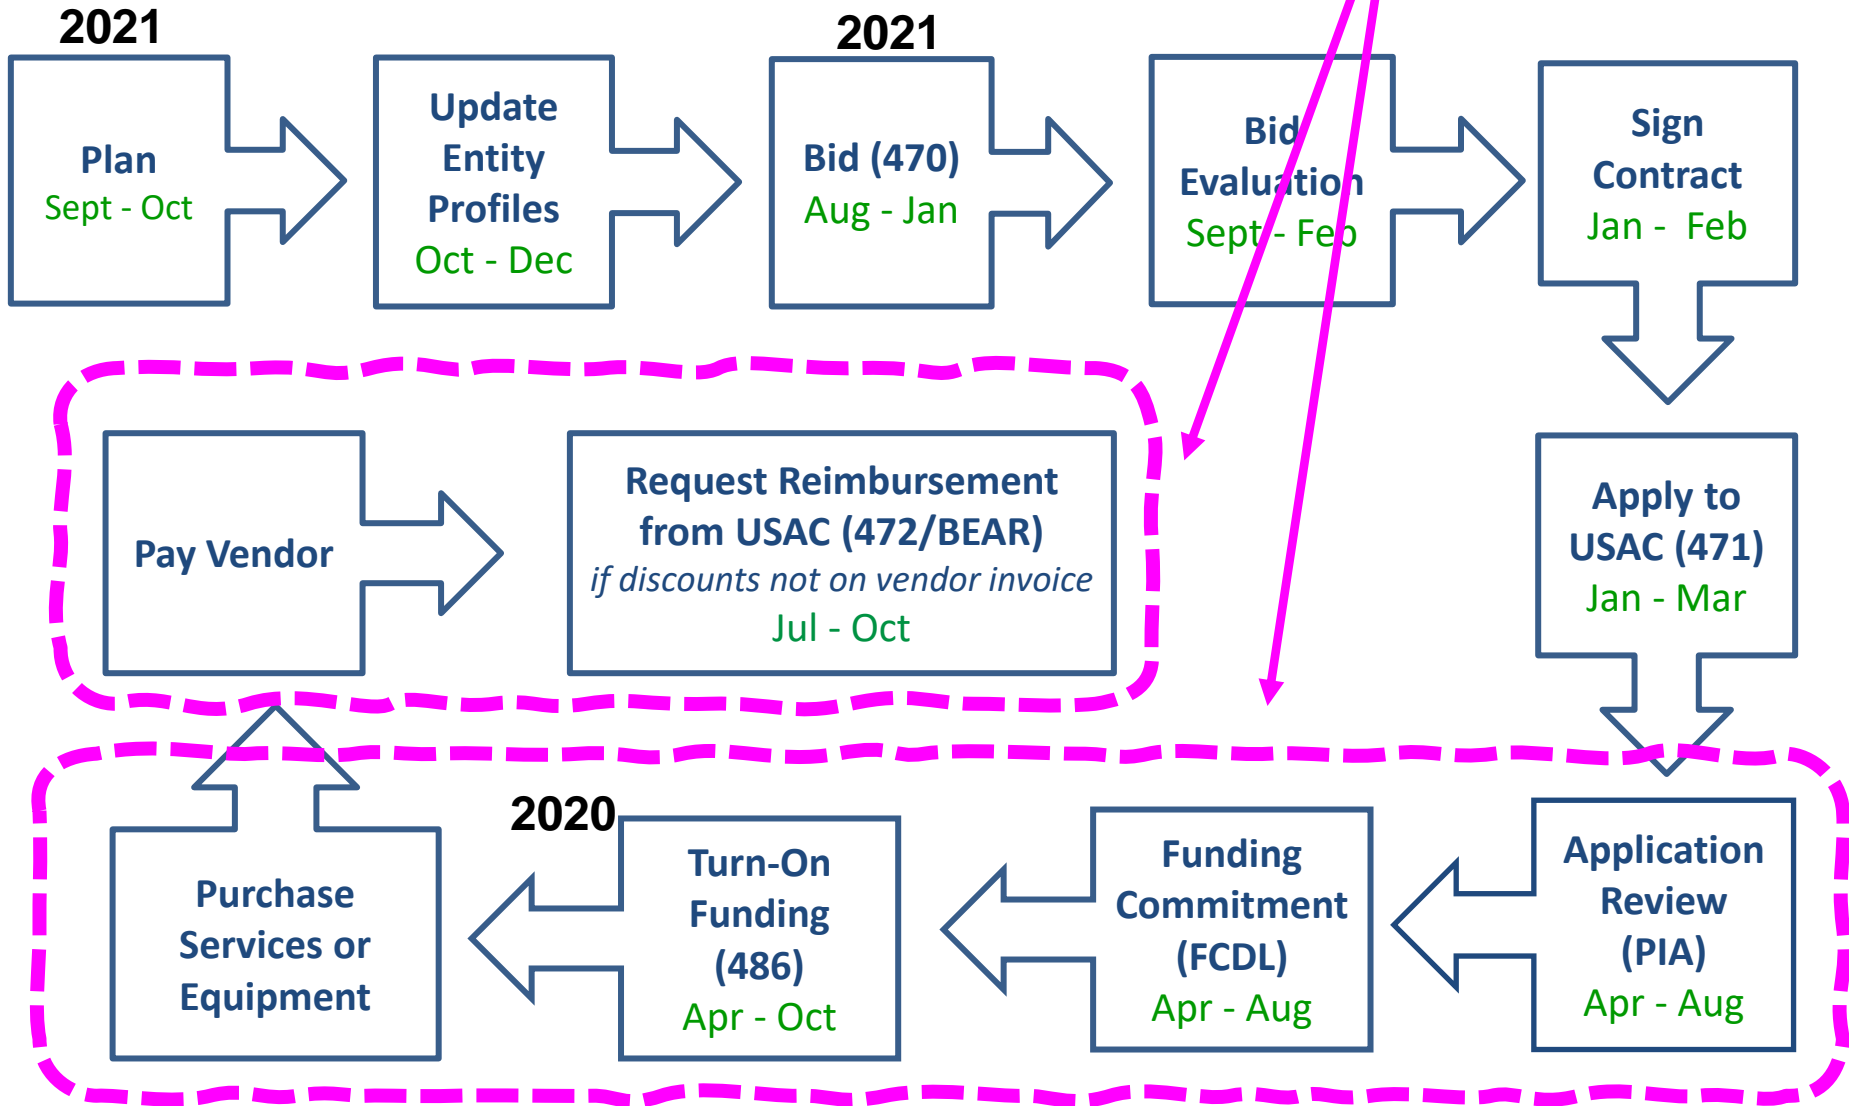 2021
Plan
Sept - Oct
Update
Entity
Profiles
Oct - Dec
2021
Bid (470)
Aug - Jan
Bid
Evaluation
Sept - Feb
Sign
Contract
Jan - Feb
Apply to
USAC (471)
Jan - Mar
Application
Review
(PIA)
Apr - Aug
Funding
Commitment
(FCDL)
Apr - Aug
2020
Turn-On
Funding
(486)
Apr - Oct
Purchase
Services or
Equipment
Pay Vendor
Request Reimbursement
from USAC (472/BEAR)
if discounts not on vendor invoice
Jul - Oct